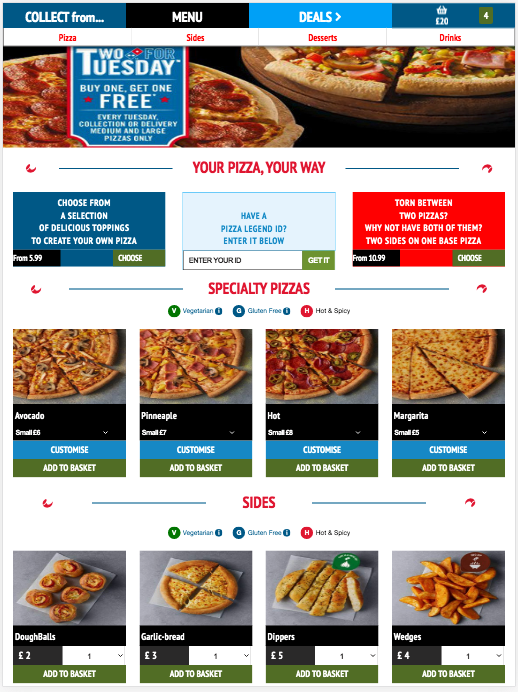 COLLECT from...
MENU
DEALS >
£20
4
Pizza
Sides
Desserts
Drinks
TWO FOR
TUESDAY
BUY ONE, GET ONE
FREE*
EVERY TUESDAY,
COLLECTION OR DELIVERY
MEDIUM AND LARGE
PIZZAS ONLY
YOUR PIZZA, YOUR WAY
CHOOSE FROM
A SELECTION
OF DELICIOUS TOPPINGS
TO CREATE YOUR OWN PIZZA
From 5.99
CHOOSE
HAVE A
PIZZA LEGEND ID?
ENTER IT BELOW
ENTER YOUR ID
GET IT
TORN BETWEEN
TWO PIZZAS?
WHY NOT HAVE BOTH OF THEM?
TWO SIDES ON ONE BASE PIZZA
From 10.99
CHOOSE
SPECIALTY PIZZAS
V Vegetarian i
G Gluten Free i
H Hot & Spicy
Avocado
Small £6
CUSTOMISE
ADD TO BASKET
Pinneaple
Small £7
CUSTOMISE
ADD TO BASKET
Hot
Small £8
CUSTOMISE
ADD TO BASKET
Margarita
Small £5
CUSTOMISE
ADD TO BASKET
SIDES
V Vegetarian i
G Gluten Free i
H Hot & Spicy
DoughBalls
£ 2
1
ADD TO BASKET
Garlic-bread
£ 3
1
ADD TO BASKET
Dippers
£ 5
1
ADD TO BASKET
Wedges
£ 4
1
ADD TO BASKET